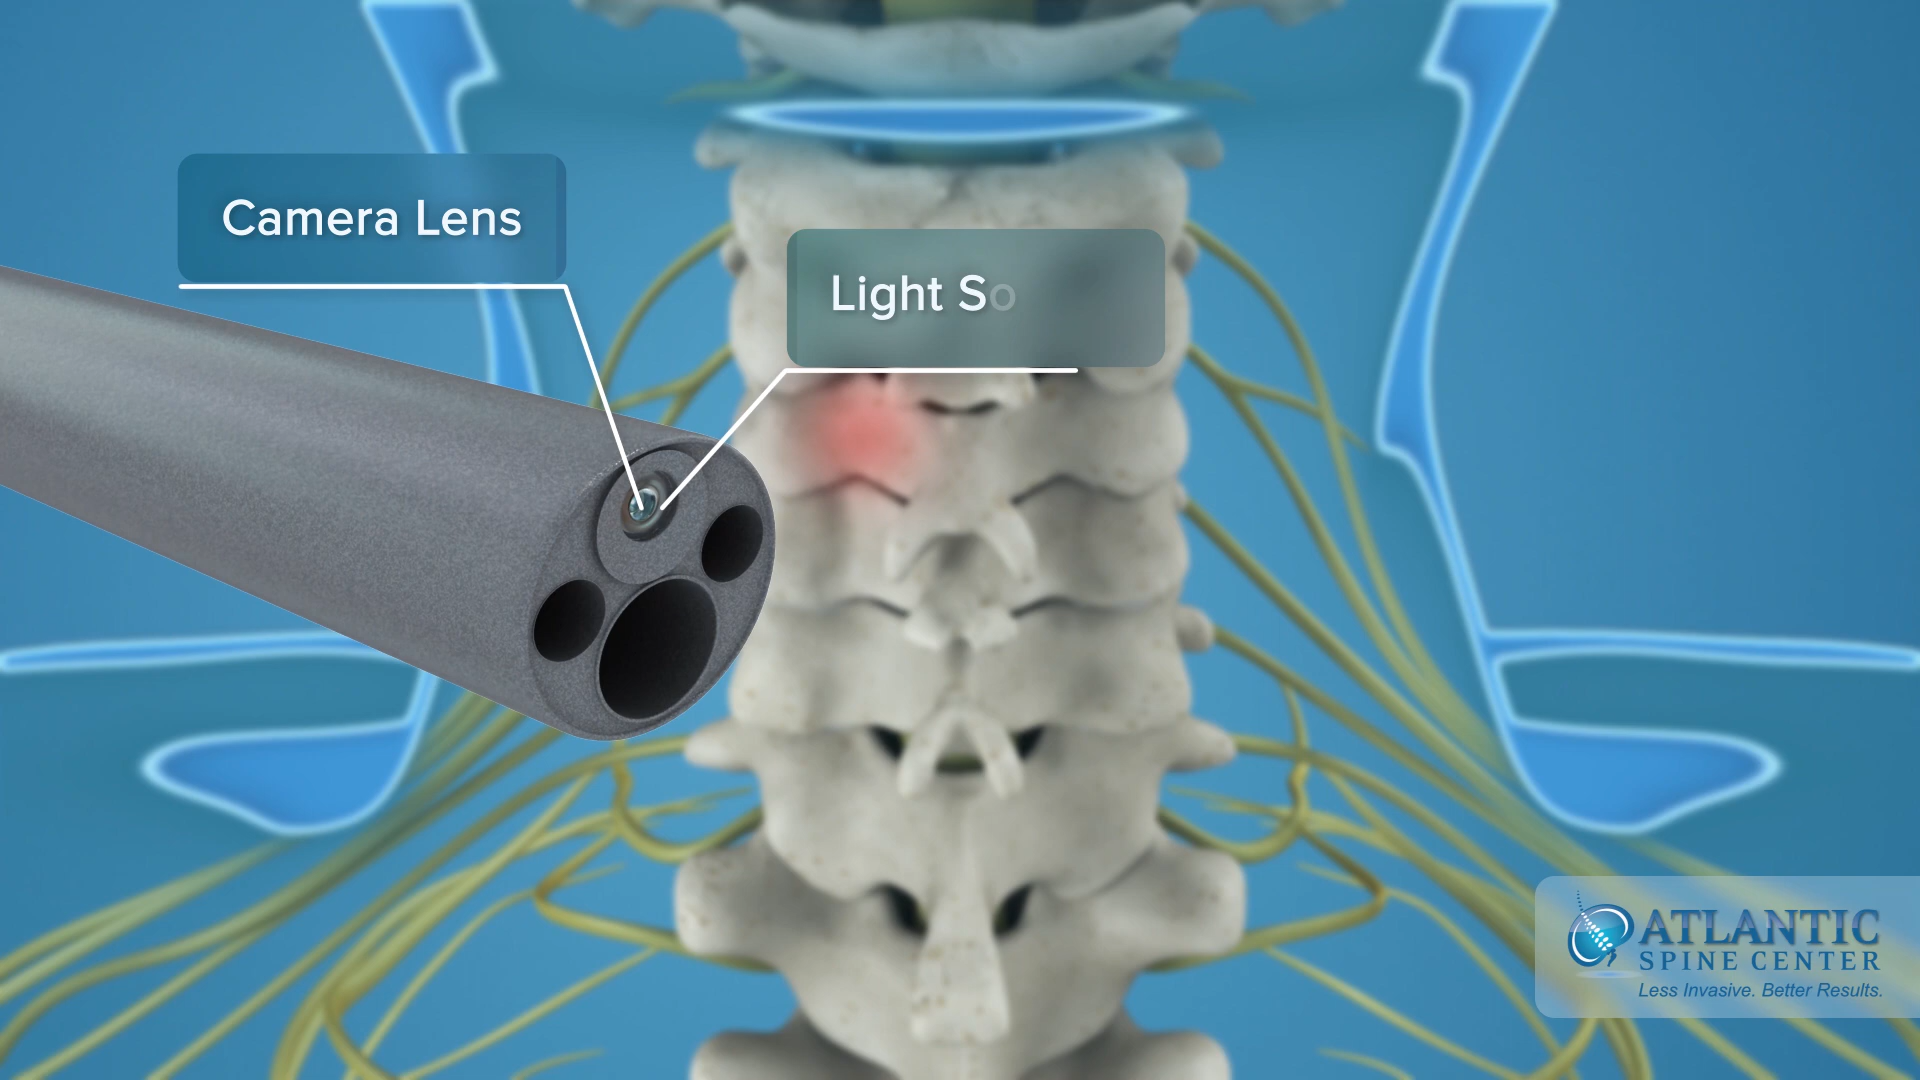 Camera Lens
Light So
ATLANTIC
SPINE CENTER
Less Invasive. Better Results.